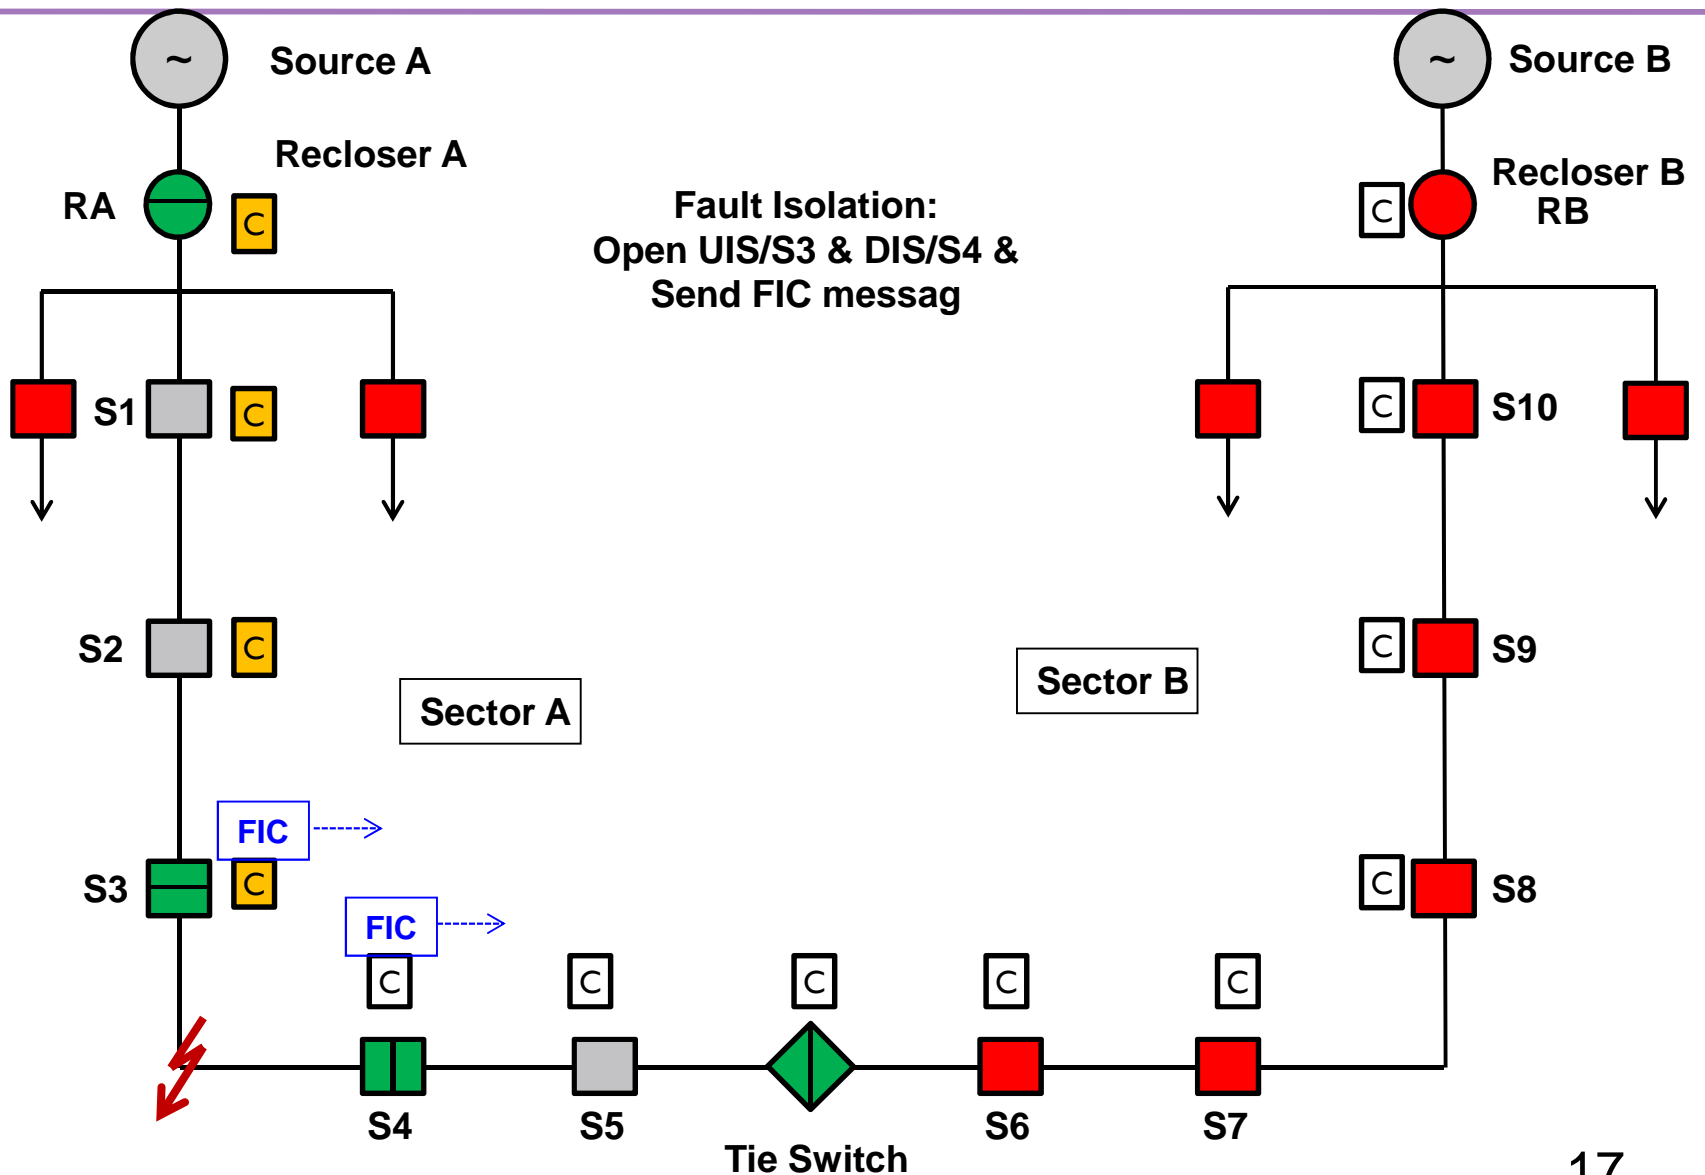 ~
Source A
~
Source B
Recloser A
RA
C
Fault Isolation:
Open UIS/S3 & DIS/S4 &
Send FIC messag
C
Recloser B
RB
S1
C
C
S10
S2
C
C
S9
Sector A
Sector B
FIC
S3
C
C
S8
FIC
C
C
C
C
C
S4
S5
S6
S7
Tie Switch
17